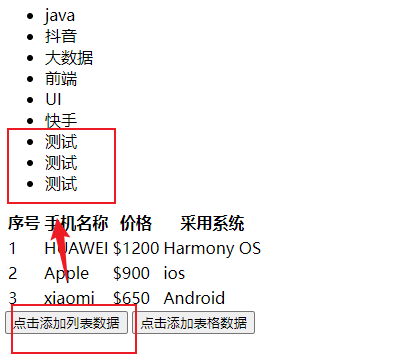 java
抖音
大数据
前端
UI
快手
测试
测试
测试
序号 手机名称 价格 采用系统
1 HUAWEI $1200 Harmony OS
2 Apple $900 ios
3 xiaomi $650 Android
点击添加列表数据 点击添加表格数据